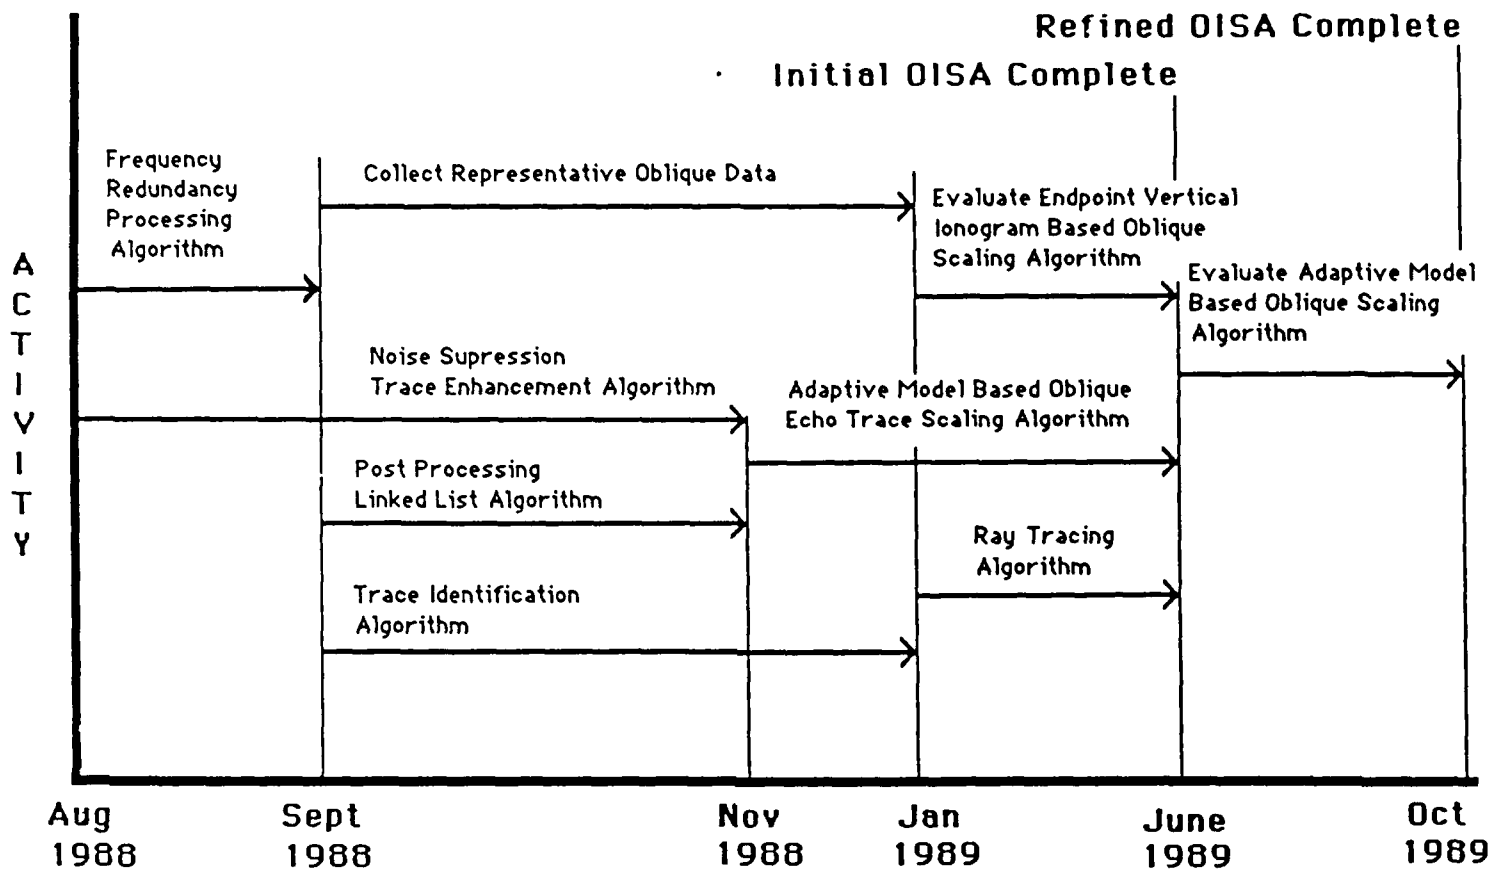 Refined OISA Complete
Initial OISA Complete
Frequency
Redundancy
Processing
Algorithm
Collect Representative Oblique Data
Evaluate Endpoint Vertical
Ionogram Based Oblique
Scaling Algorithm
Evaluate Adaptive Model
Based Oblique Scaling
Algorithm
ACTIVITY
Noise Supression
Trace Enhancement Algorithm
Adaptive Model Based Oblique
Echo Trace Scaling Algorithm
Post Processing
Linked List Algorithm
Ray Tracing
Algorithm
Trace Identification
Algorithm
Aug
1988
Sept
1988
Nov
1988
Jan
1989
June
1989
Oct
1989